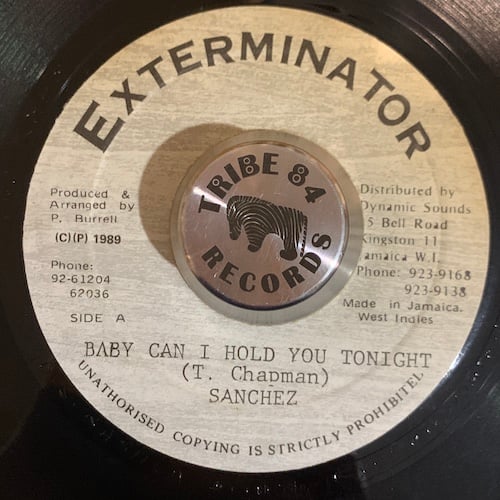 EXTERMINATOR
Produced &
Arranged by
P. Burrell
(C)(P) 1989
Phone:
92-61204
62036
SIDE A
TRIBE 84
RECORDS
Distributed by
Dynamic Sounds
5 Bell Road
Kingston 11
Jamaica W.I.
Phone: 923-9168
923-9138
Made in Jamaica.
West Indies
BABY CAN I HOLD YOU TONIGHT
(T. Chapman)
SANCHEZ
UNAUTHORISED COPYING IS STRICTLY PROHIBITED